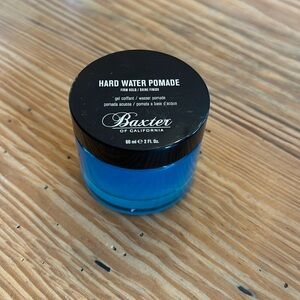 HARD WATER POMADE
FIRM HOLD / SHINE FINISH
gel coiffant / wasser pomade
pomada acuosa / pomata a base d'acqua
Baxter
OF CALIFORNIA
60 ml ℮ 2 Fl. Oz.